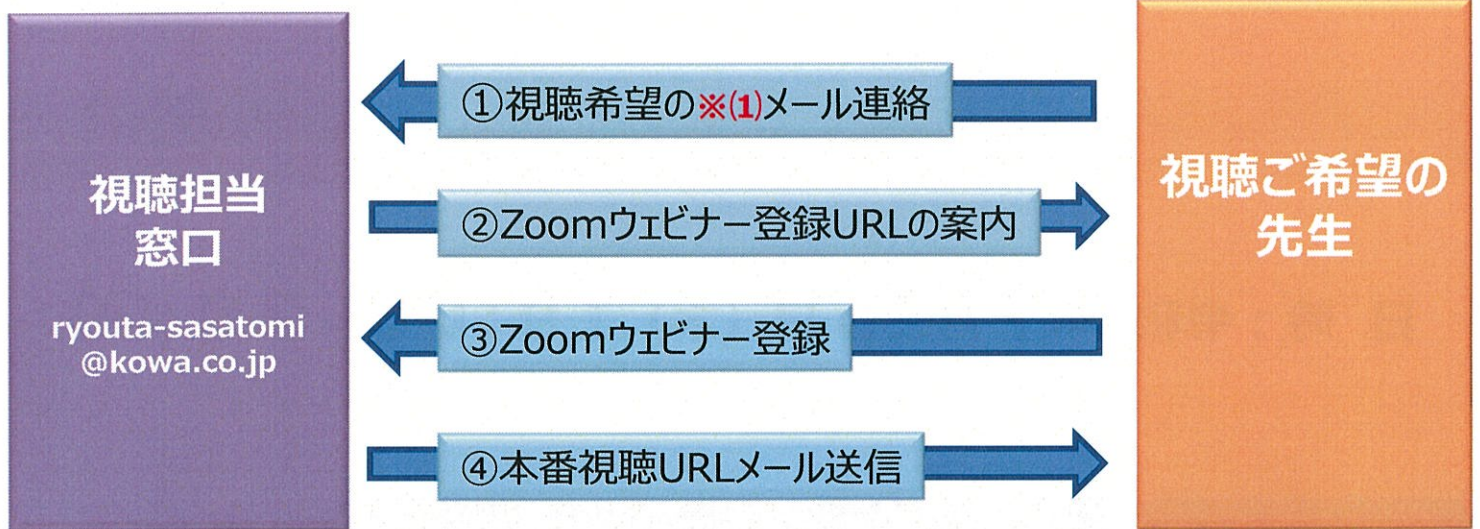 視聴担当
窓口
ryouta-sasatomi
@kowa.co.jp
①視聴希望の※(1)メール連絡
②Zoomウェビナー登録URLの案内
③Zoomウェビナー登録
④本番視聴URLメール送信
視聴ご希望の
先生